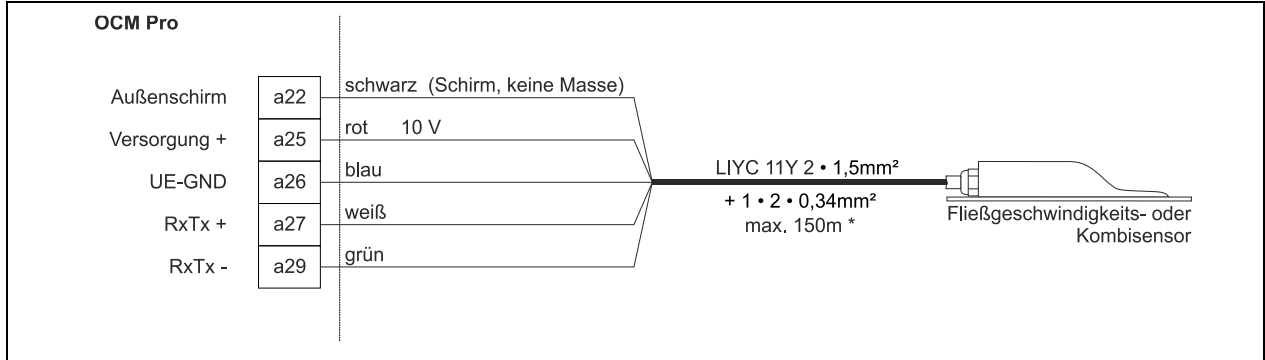 OCM Pro
Außenschirm a22 schwarz (Schirm, keine Masse)
Versorgung + a25 rot 10 V
UE-GND a26 blau
RxTx + a27 weiß
RxTx - a29 grün
LIYC 11Y 2 • 1,5mm²
+ 1 • 2 • 0,34mm²
max. 150m *
Fließgeschwindigkeits- oder
Kombisensor